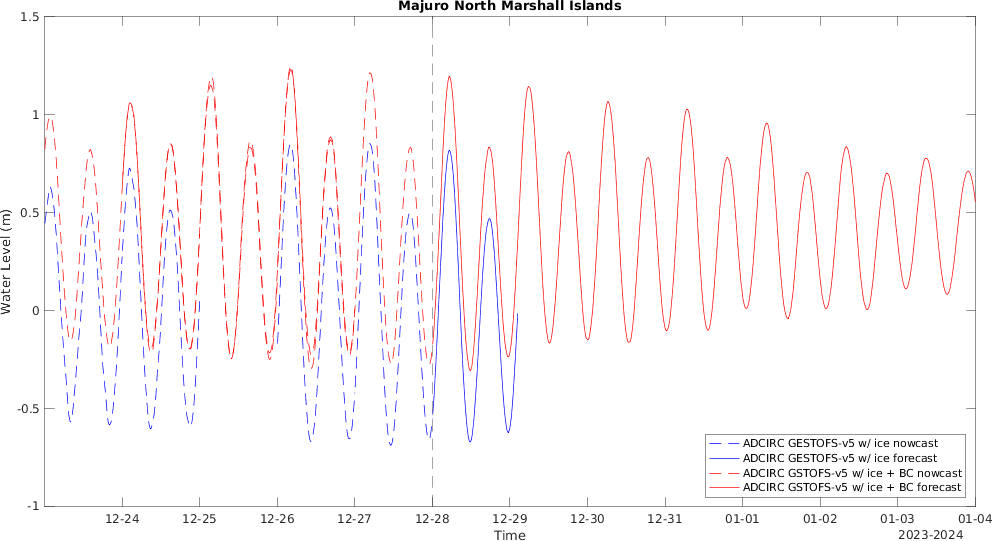 Majuro North Marshall Islands
1.5
1
0.5
0
-0.5
-1
Water Level (m)
ADCIRC GESTOFS-v5 w/ ice nowcast
ADCIRC GESTOFS-v5 w/ ice forecast
ADCIRC GSTOFS-v5 w/ ice + BC nowcast
ADCIRC GSTOFS-v5 w/ ice + BC forecast
12-24 12-25 12-26 12-27 12-28 12-29 12-30 12-31 01-01 01-02 01-03 01-04
Time
2023-2024